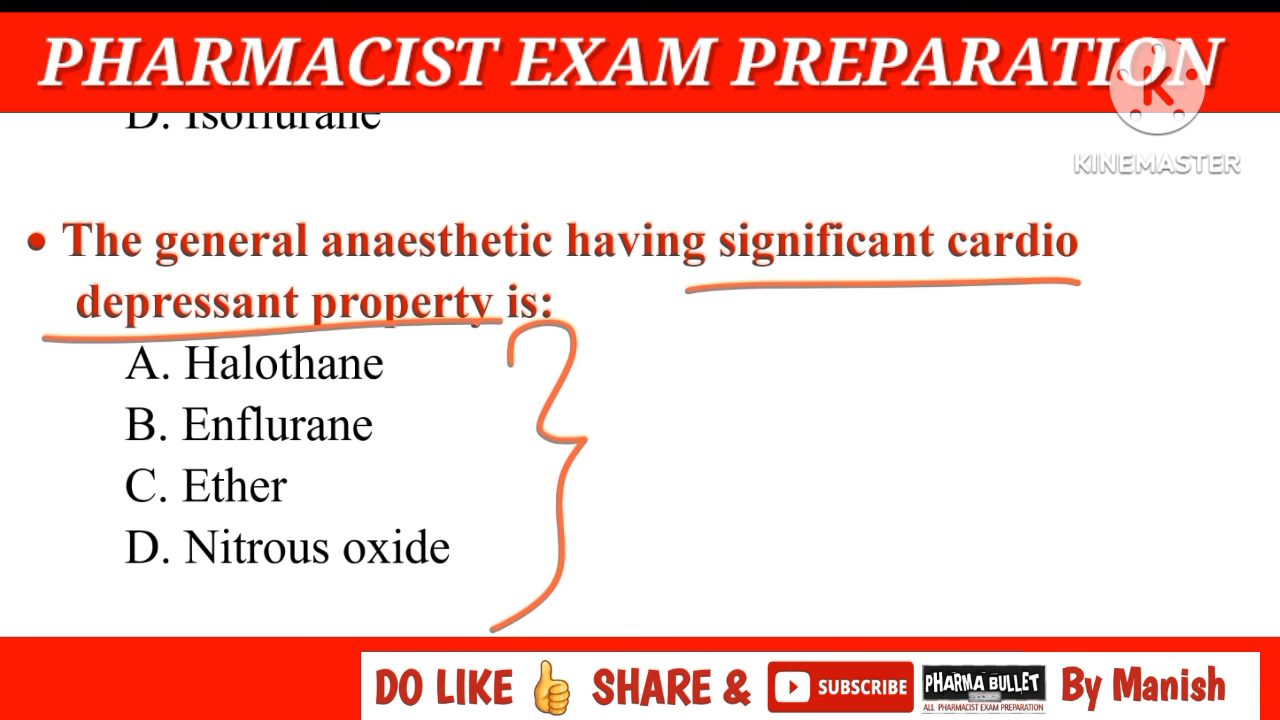 PHARMACIST EXAM PREPARATION
K
KINEMASTER
D. Isoflurane
• The general anaesthetic having significant cardio
depressant property is:
A. Halothane
B. Enflurane
C. Ether
D. Nitrous oxide
DO LIKE 👍 SHARE & SUBSCRIBE PHARMA BULLET By Manish
ALL PHARMACIST EXAM PREPARATION